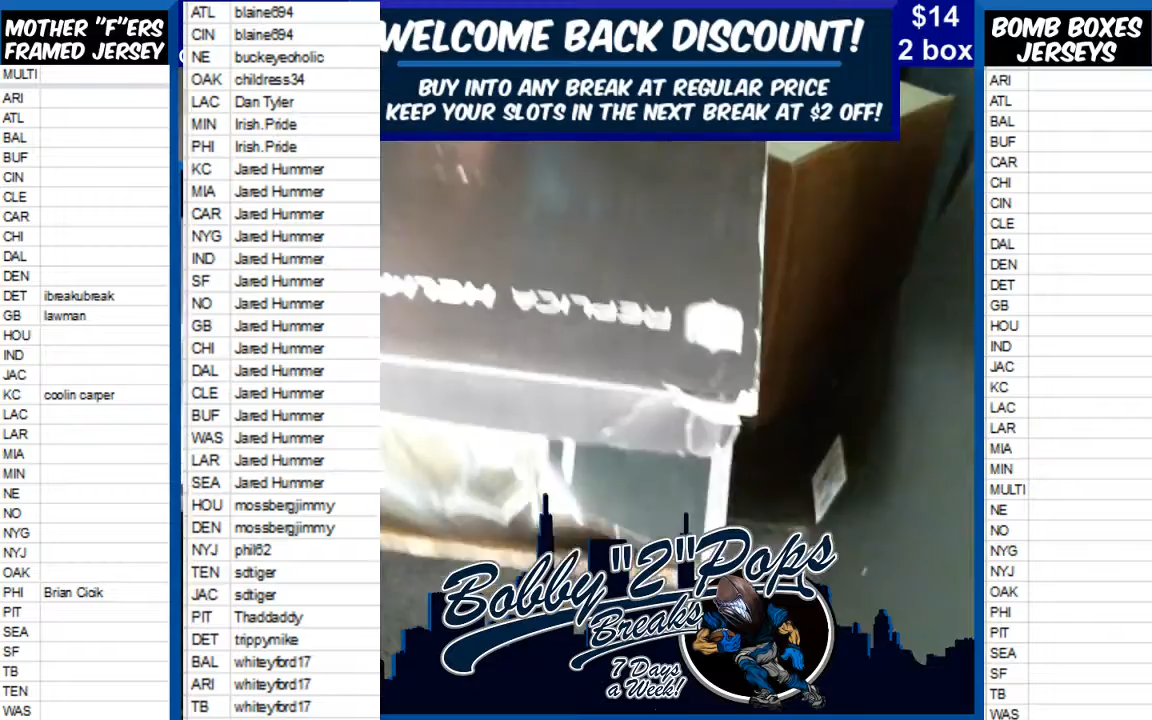 MOTHER "F"ERS
FRAMED JERSEY
MULTI
ARI
ATL
BAL
BUF
CIN
CLE
CAR
CHI
DAL
DEN
DET ibreakubreak
GB lawman
HOU
IND
JAC
KC coolin carper
LAC
LAR
MIA
MIN
NE
NO
NYG
NYJ
OAK
PHI Brian Cicik
PIT
SEA
SF
TB
TEN
WAS
ATL blaine694
CIN blaine694
NE buckeyeoholic
OAK childress34
LAC Dan Tyler
MIN Irish.Pride
PHI Irish.Pride
KC Jared Hummer
MIA Jared Hummer
CAR Jared Hummer
NYG Jared Hummer
IND Jared Hummer
SF Jared Hummer
NO Jared Hummer
GB Jared Hummer
CHI Jared Hummer
DAL Jared Hummer
CLE Jared Hummer
BUF Jared Hummer
WAS Jared Hummer
LAR Jared Hummer
SEA Jared Hummer
HOU mossbergjimmy
DEN mossbergjimmy
NYJ phil62
TEN sdtiger
JAC sdtiger
PIT Thaddaddy
DET trippymike
BAL whiteyford17
ARI whiteyford17
TB whiteyford17
WELCOME BACK DISCOUNT!
BUY INTO ANY BREAK AT REGULAR PRICE
KEEP YOUR SLOTS IN THE NEXT BREAK AT $2 OFF!
$14
2 box
REPLICA
Bobby "2" Pops
Breaks
7 Days
a Week!
BOMB BOXES
JERSEYS
ARI
ATL
BAL
BUF
CAR
CHI
CIN
CLE
DAL
DEN
DET
GB
HOU
IND
JAC
KC
LAC
LAR
MIA
MIN
MULTI
NE
NO
NYG
NYJ
OAK
PHI
PIT
SEA
SF
TB
WAS